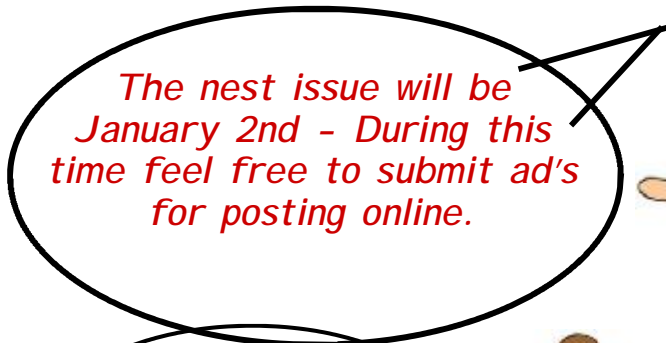 The nest issue will be
January 2nd - During this
time feel free to submit ad's
for posting online.